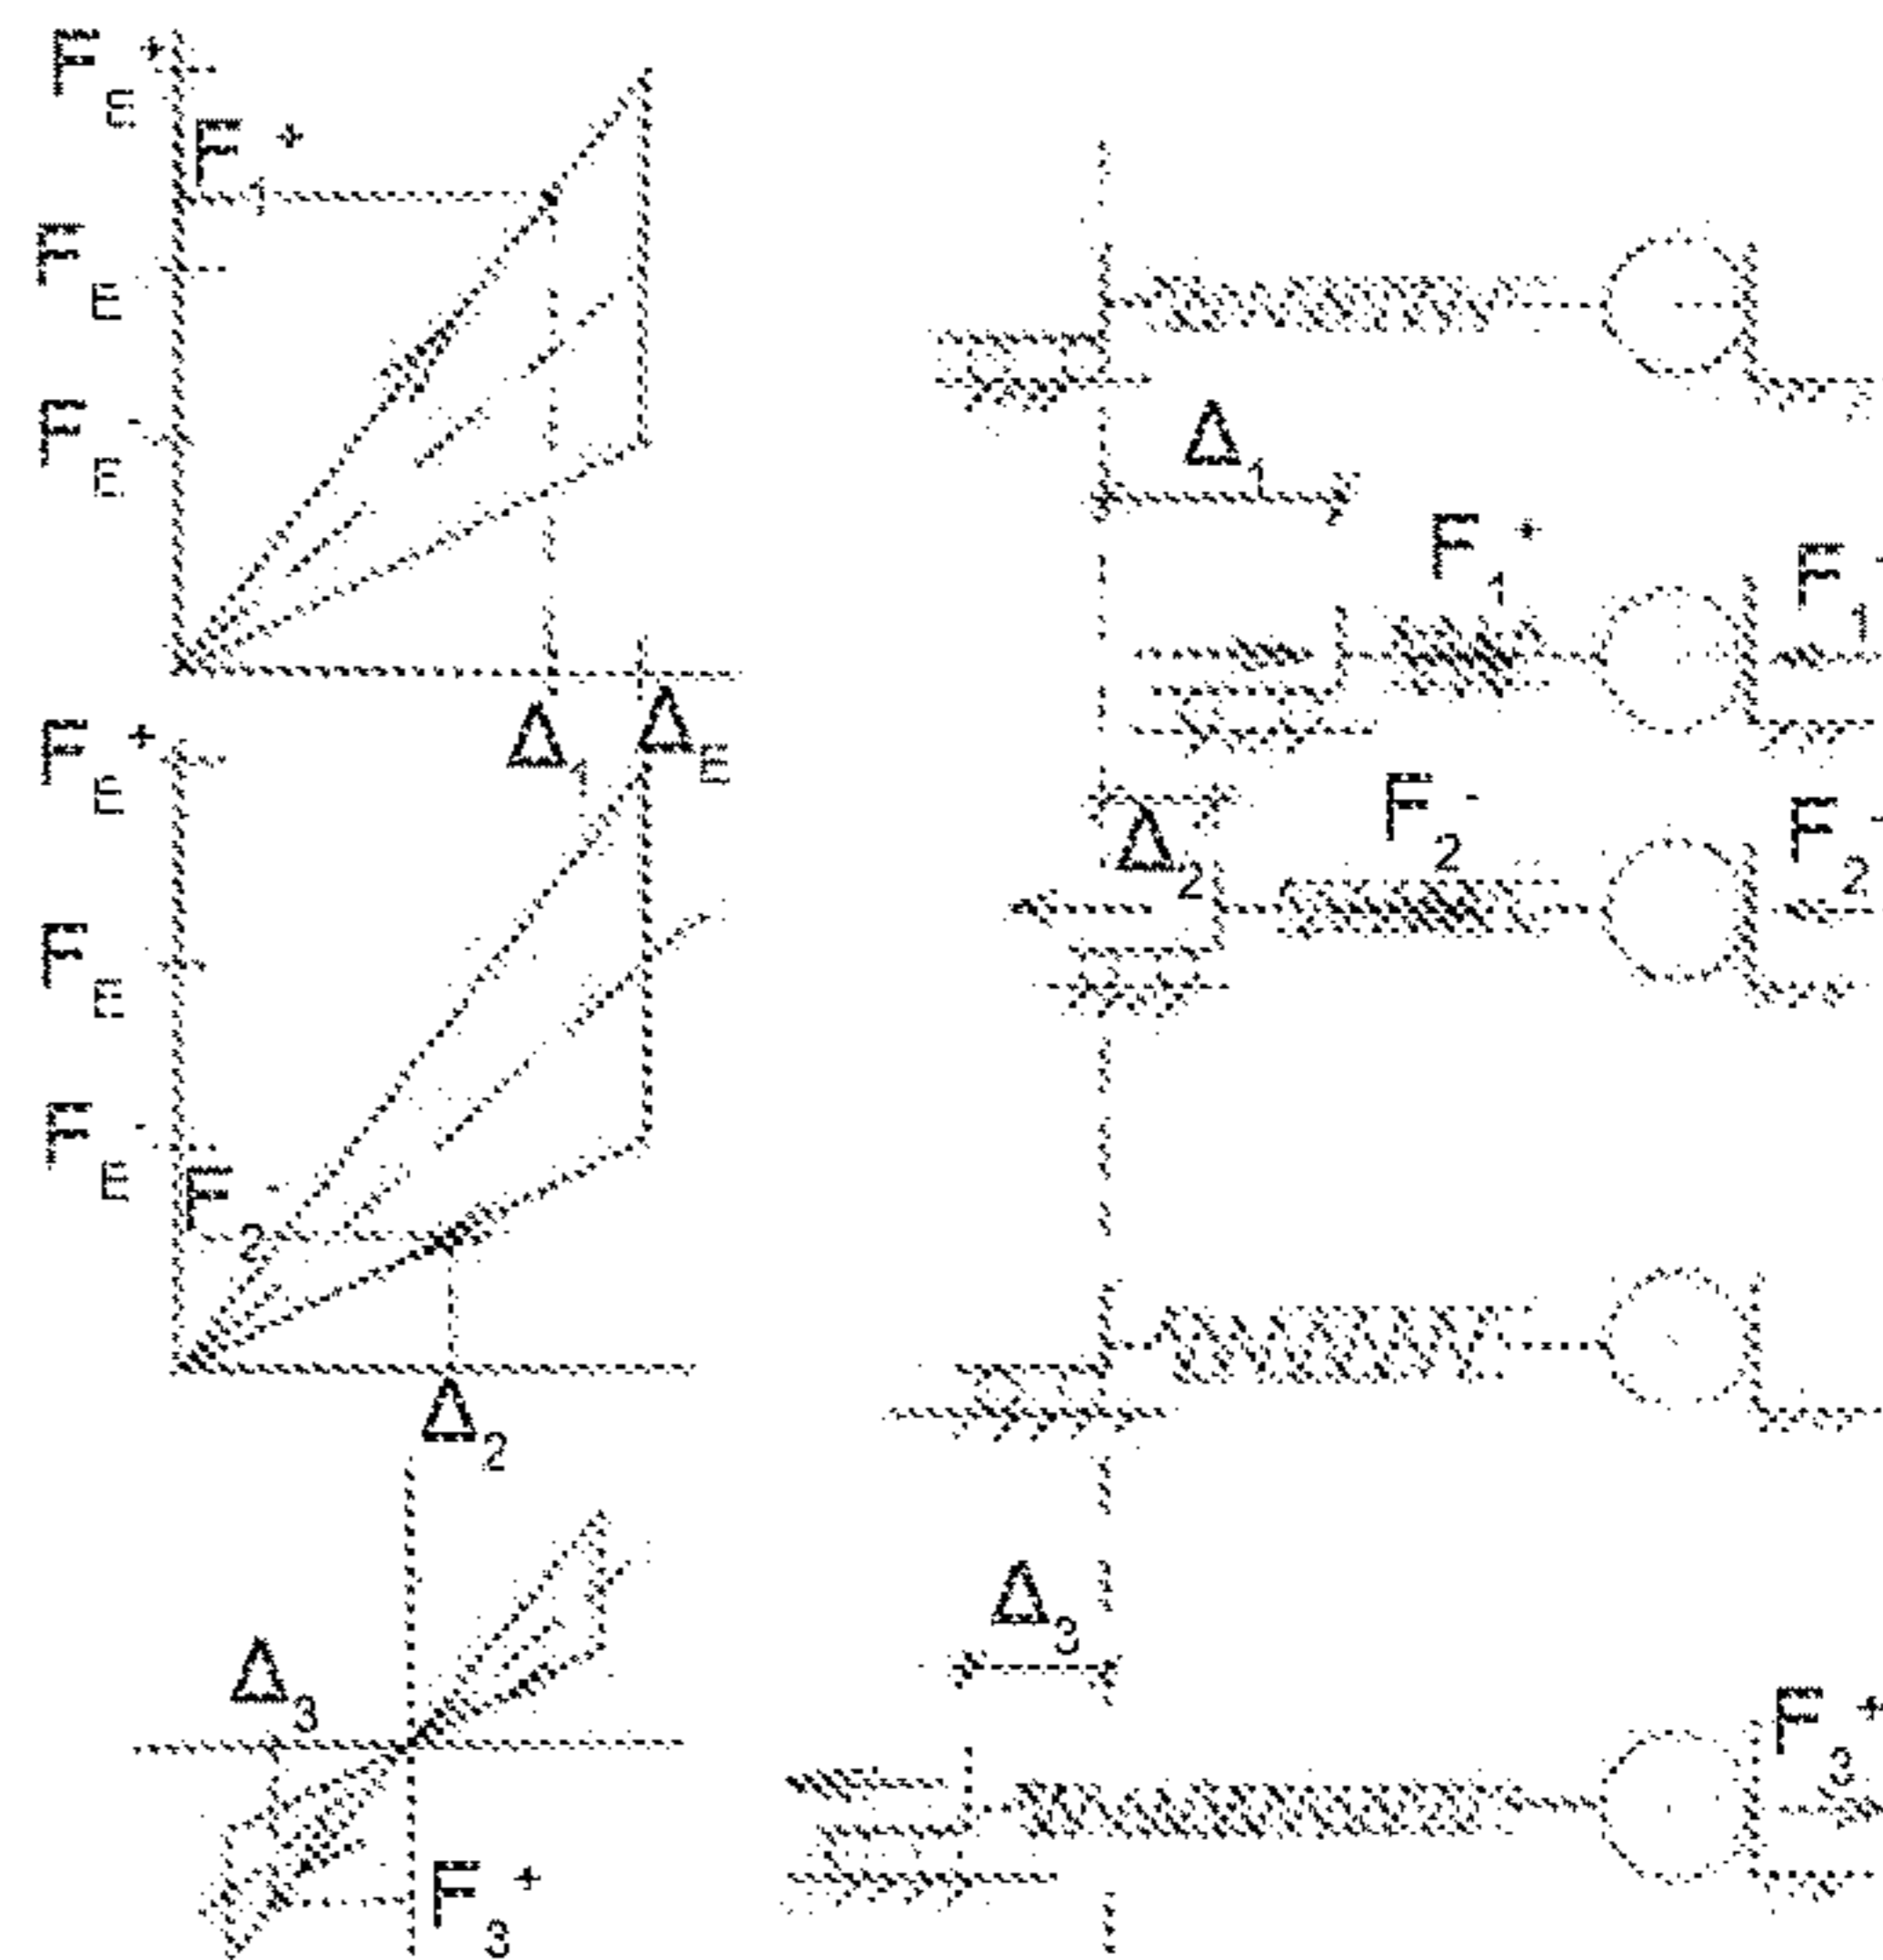 F_E^+
F_1^+
F_E
F_E^-
Δ_1
Δ_E
Δ_1
F_1^+
F_1^-
F_E^+
Δ_2
F_2^-
F_2^-
F_E
F_E^-
F_2^-
Δ_2
Δ_3
Δ_3
F_3^+
F_3^+